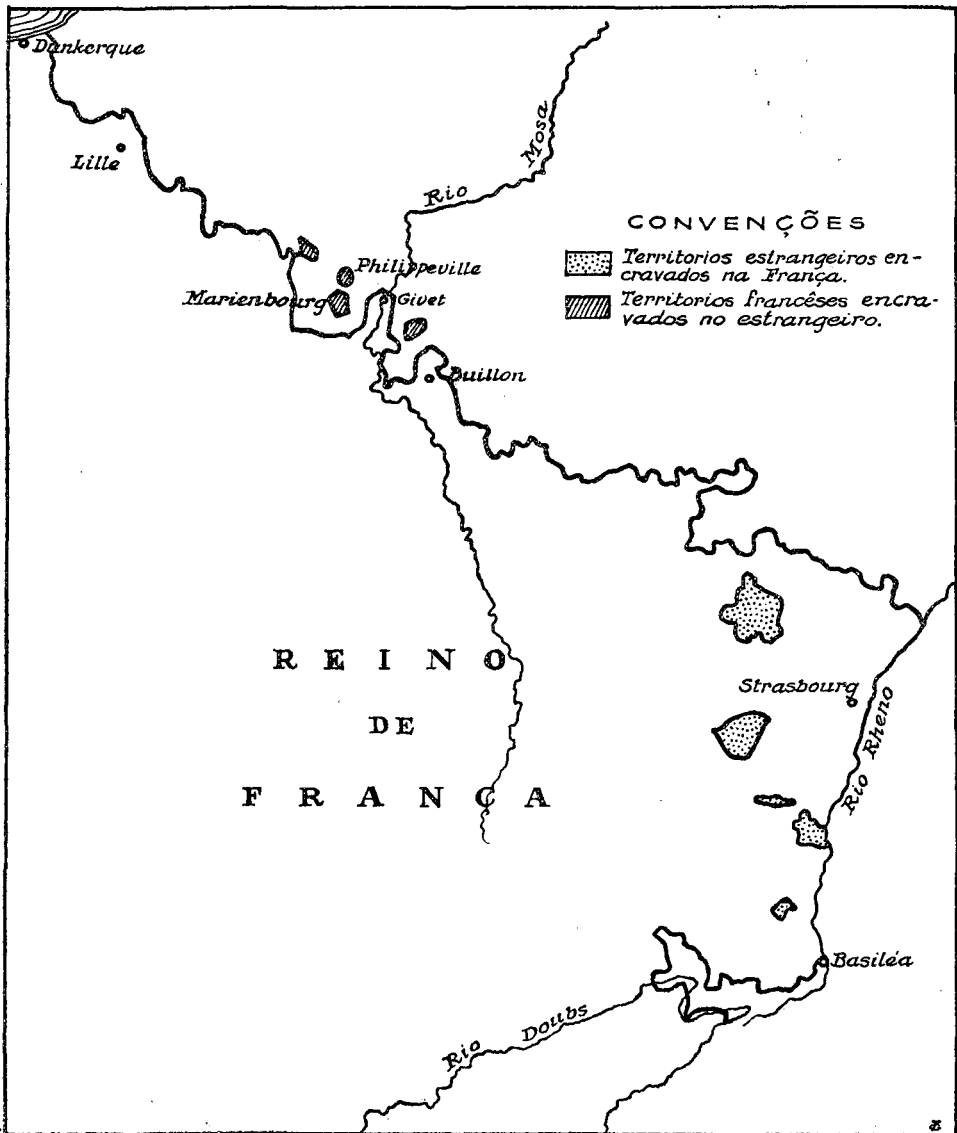 Dunkerque
Lille
Rio Mosa
CONVENÇÕES
Territorios estrangeiros en-
cravados na França.
Territorios francêses encra-
vados no estrangeiro.
Philippeville
Marienbourg
Givet
Buillon
REINO
DE
FRANÇA
Strasbourg
Rio Rheno
Basiléa
Rio Doubs